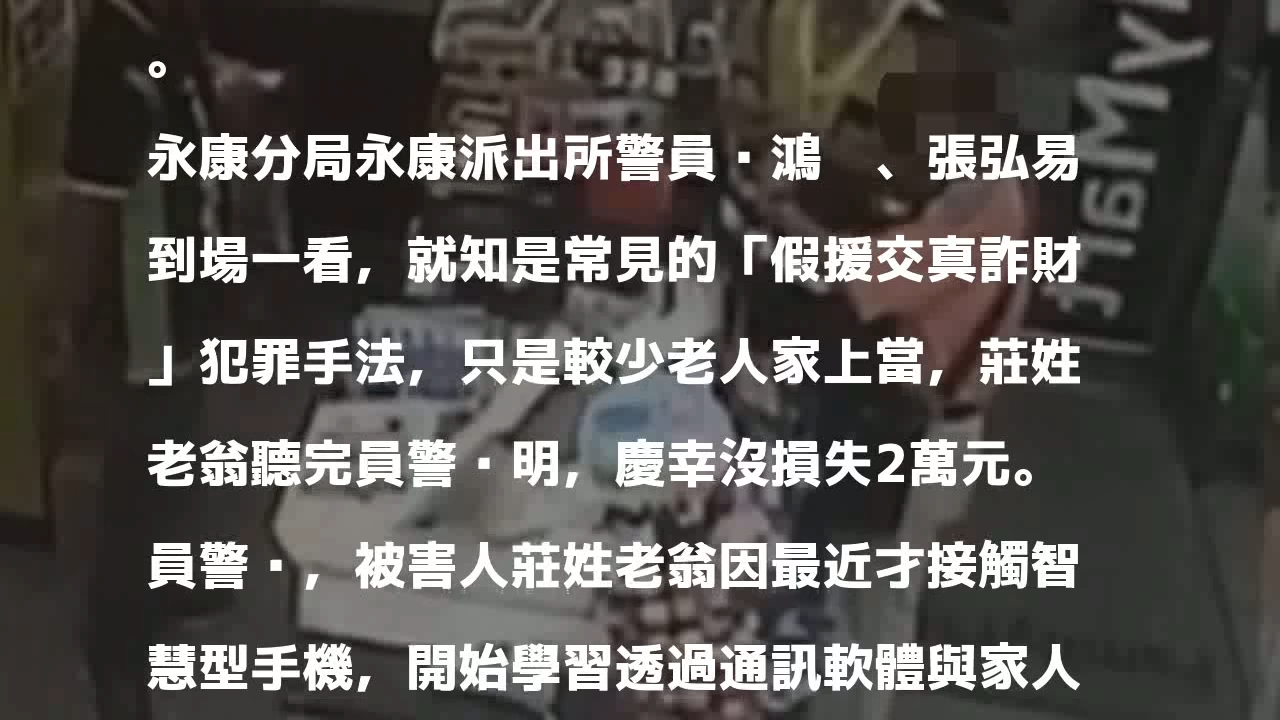 。
永康分局永康派出所警員·鴻　、張弘易
到場一看，就知是常見的「假援交真詐財
」犯罪手法，只是較少老人家上當，莊姓
老翁聽完員警·明，慶幸沒損失2萬元。
員警·，被害人莊姓老翁因最近才接觸智
慧型手機，開始學習透過通訊軟體與家人